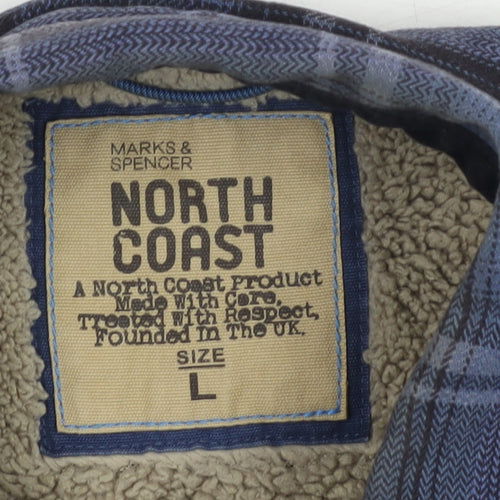 MARKS &
SPENCER
NORTH
COAST
A North Coast Product
Made With Care,
Treated With Respect,
Founded In The UK.
SIZE
L